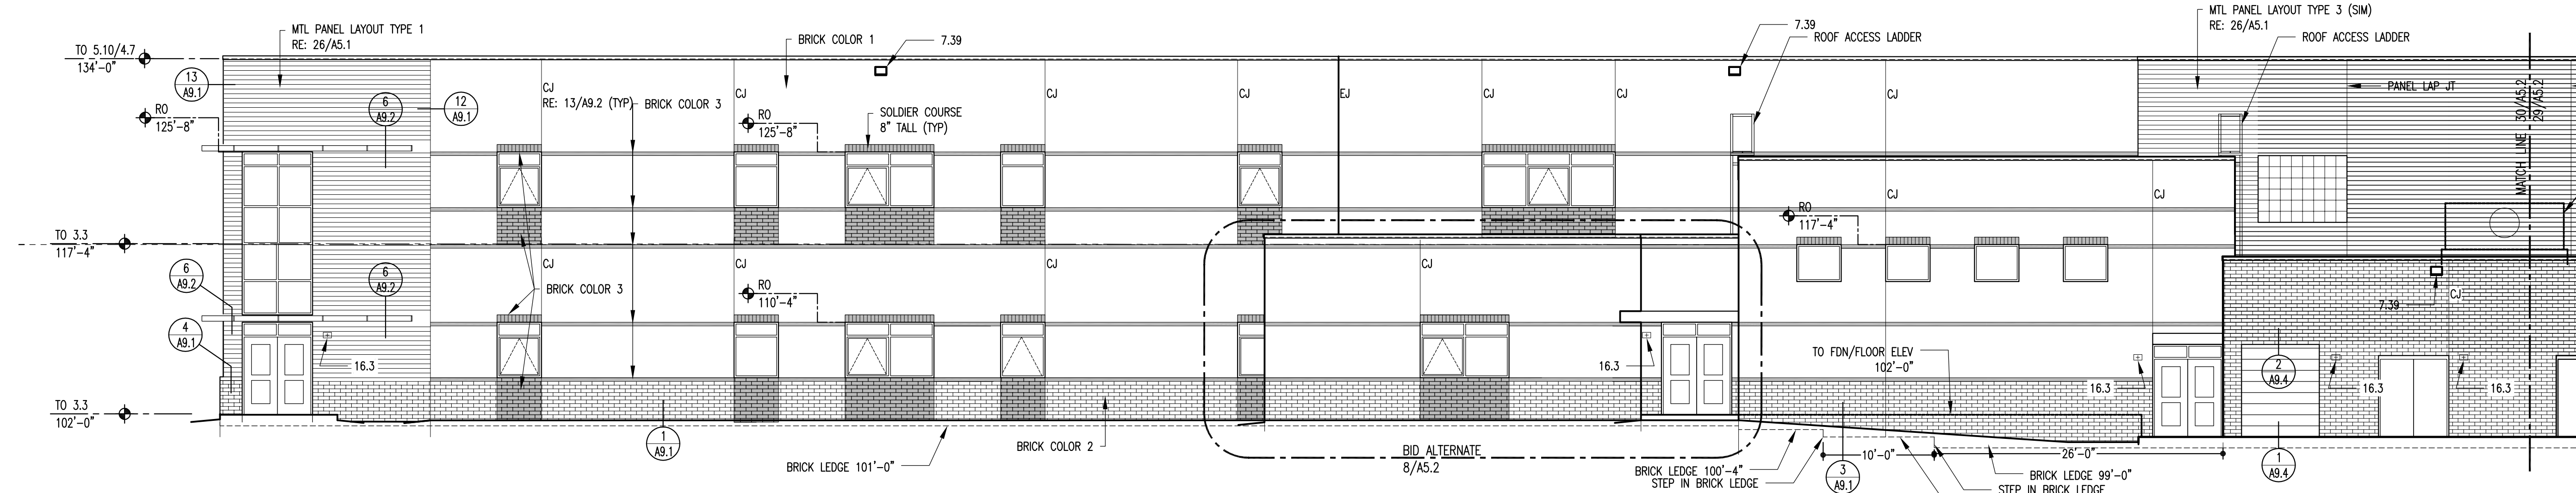 MTL PANEL LAYOUT TYPE 1
RE: 26/A5.1
BRICK COLOR 1
7.39
7.39
ROOF ACCESS LADDER
MTL PANEL LAYOUT TYPE 3 (SIM)
RE: 26/A5.1
ROOF ACCESS LADDER
TO 5.10/4.7
134'-0"
13
A9.1
RO
125'-8"
6
A9.2
12
A9.1
CJ
RE: 13/A9.2 (TYP)
BRICK COLOR 3
CJ
RO
125'-8"
SOLDIER COURSE
8" TALL (TYP)
CJ
CJ
EJ
CJ
CJ
CJ
PANEL LAP JT
MATCH LINE 30/A5.2
29/A5.2
TO 3.3
117'-4"
RO
117'-4"
CJ
CJ
6
A9.2
6
A9.2
CJ
BRICK COLOR 3
CJ
RO
110'-4"
CJ
CJ
CJ
7.39
4
A9.1
16.3
16.3
TO FDN/FLOOR ELEV
102'-0"
16.3
2
A9.4
16.3
16.3
TO 3.3
102'-0"
1
A9.1
BRICK COLOR 2
BRICK LEDGE 101'-0"
BID ALTERNATE
8/A5.2
BRICK LEDGE 100'-4"
STEP IN BRICK LEDGE
3
A9.1
10'-0"
26'-0"
BRICK LEDGE 99'-0"
STEP IN BRICK LEDGE
1
A9.4